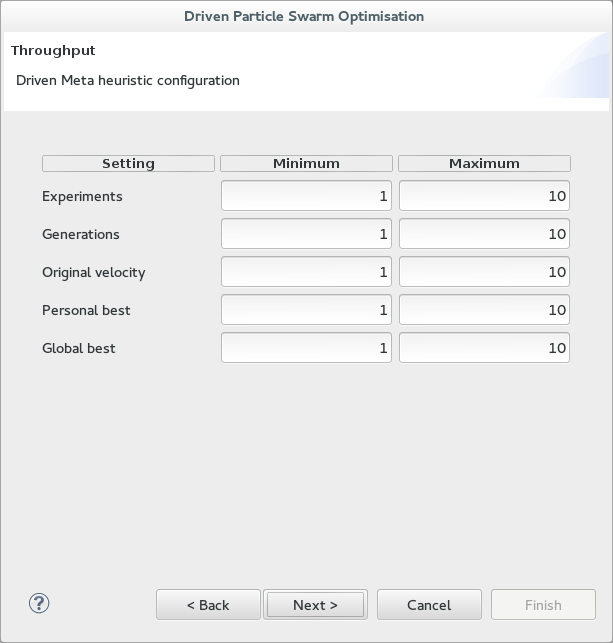 Driven Particle Swarm Optimisation
Throughput
Driven Meta heuristic configuration
Setting Minimum Maximum
Experiments 1 10
Generations 1 10
Original velocity 1 10
Personal best 1 10
Global best 1 10
? < Back Next > Cancel Finish